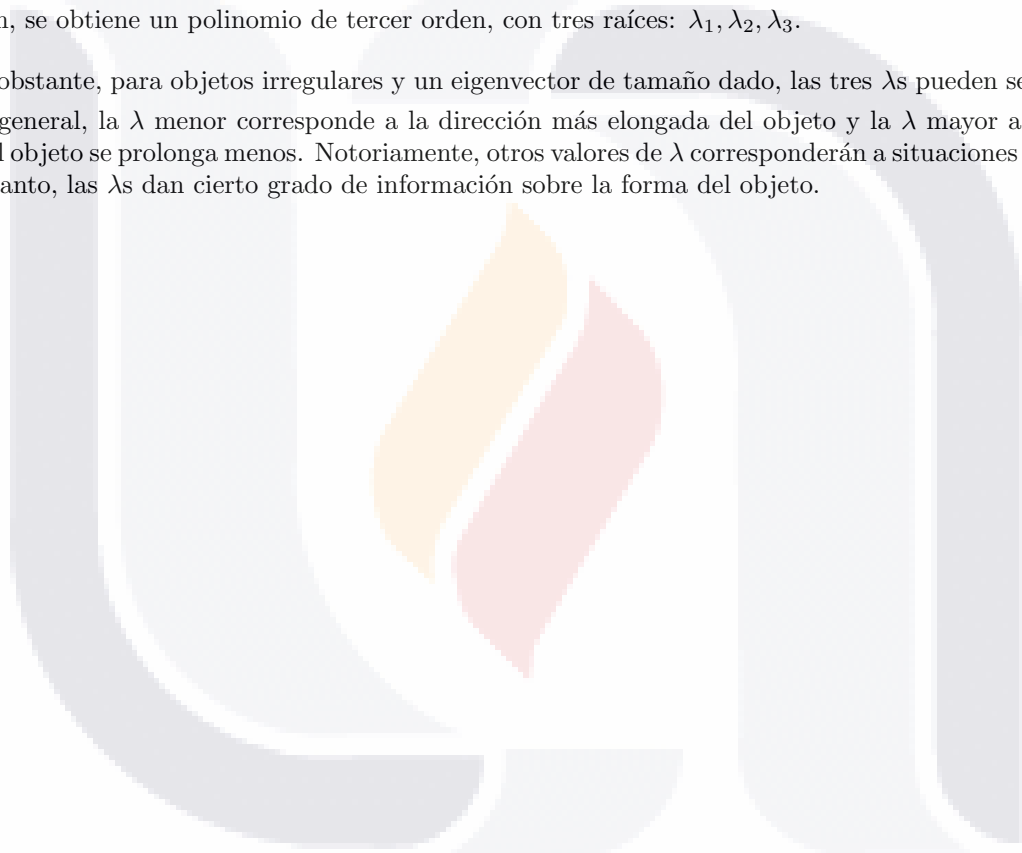 se obtiene un polinomio de tercer orden, con tres raíces: λ₁, λ₂, λ₃.
obstante, para objetos irregulares y un eigenvector de tamaño dado, las tres λs pueden
general, la λ menor corresponde a la dirección más elongada del objeto y la λ mayor a
objeto se prolonga menos. Notoriamente, otros valores de λ corresponderán a situaciones
las λs dan cierto grado de información sobre la forma del objeto.